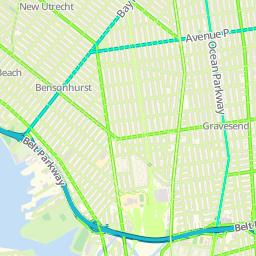 New Utrecht
Bay
Avenue P
Ocean Parkway
Beach
Bensonhurst
Gravesend
Belt Parkway
Belt